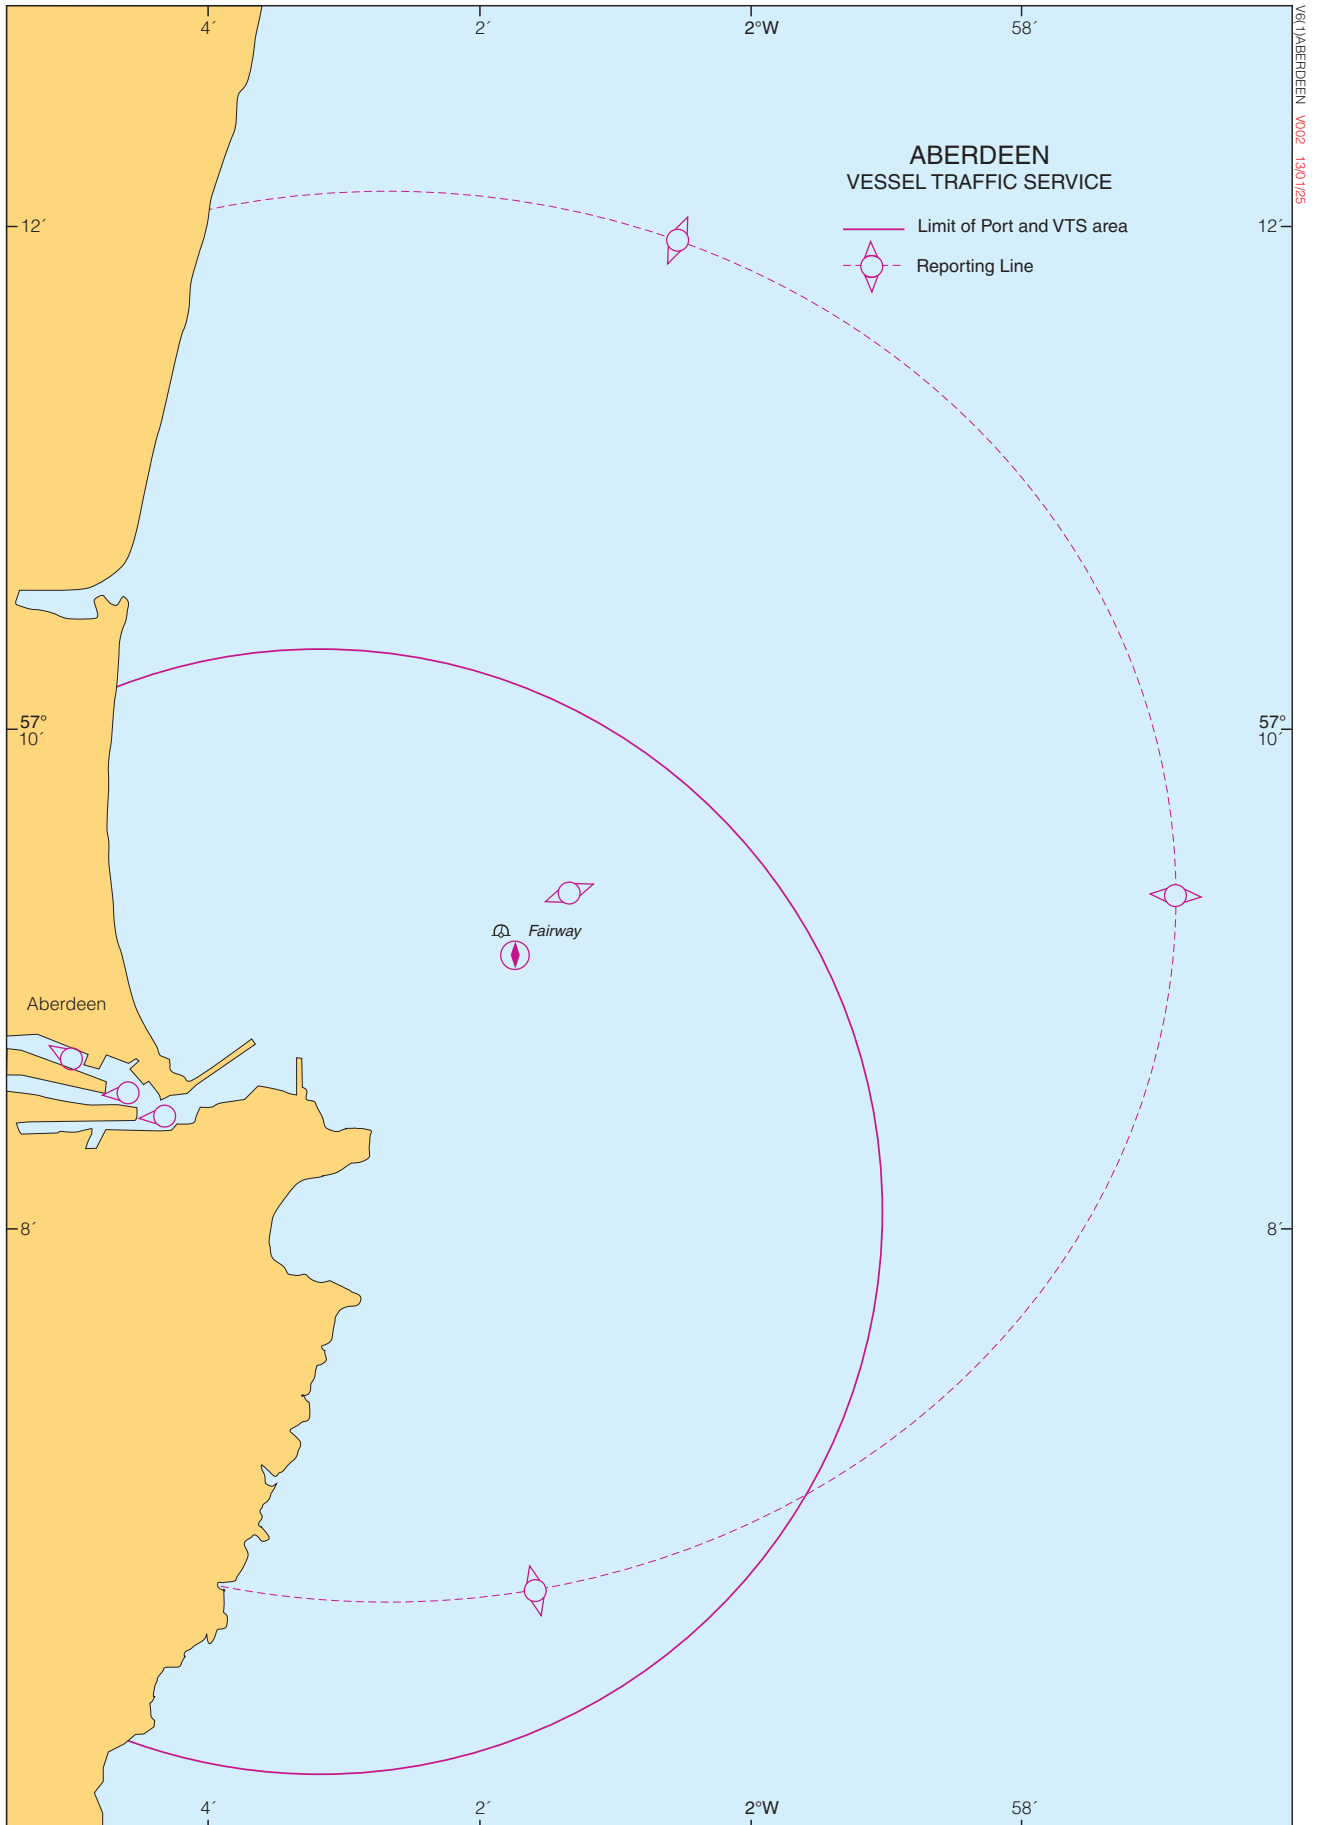 4′ 2′ 2°W 58′
V6(1)ABERDEEN V002 13/01/25
ABERDEEN
VESSEL TRAFFIC SERVICE
12′ 12′
Limit of Port and VTS area
Reporting Line
57° 57°
10′ 10′
Fairway
Aberdeen
8′ 8′
4′ 2′ 2°W 58′